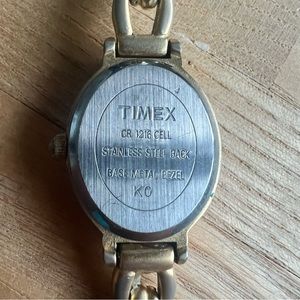 TIMEX
CR 1216 CELL
STAINLESS STEEL BACK
BASE METAL BEZEL
KO